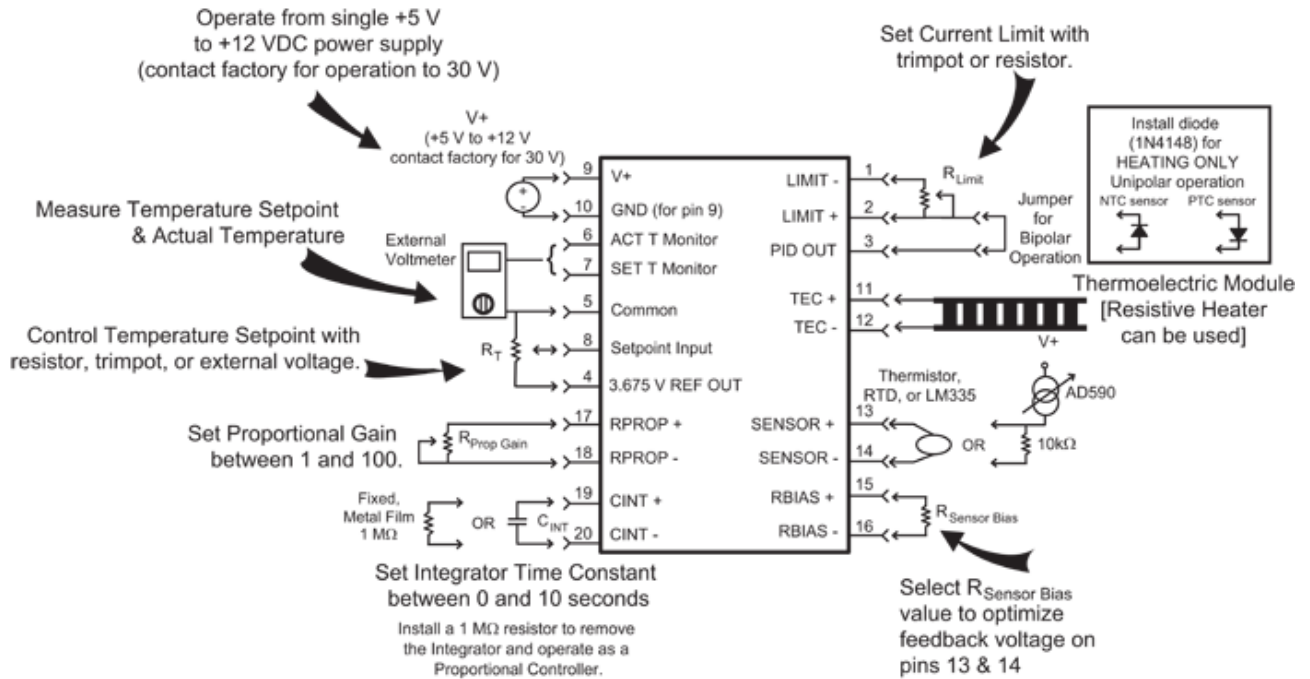 Operate from single +5 V
to +12 VDC power supply
(contact factory for operation to 30 V)
Set Current Limit with
trimpot or resistor.
V+
(+5 V to +12 V
contact factory for 30 V)
Measure Temperature Setpoint
& Actual Temperature
External
Voltmeter
Control Temperature Setpoint with
resistor, trimpot, or external voltage.
R_T
Set Proportional Gain
between 1 and 100.
R_Prop Gain
Fixed,
Metal Film
1 MΩ
OR
C_INT
Set Integrator Time Constant
between 0 and 10 seconds
Install a 1 MΩ resistor to remove
the Integrator and operate as a
Proportional Controller.
9 V+
10 GND (for pin 9)
6 ACT T Monitor
7 SET T Monitor
5 Common
8 Setpoint Input
4 3.675 V REF OUT
17 RPROP +
18 RPROP -
19 CINT +
20 CINT -
LIMIT - 1
LIMIT + 2
PID OUT 3
TEC + 11
TEC - 12
SENSOR + 13
SENSOR - 14
RBIAS + 15
RBIAS - 16
R_Limit
Jumper
for
Bipolar
Operation
Install diode
(1N4148) for
HEATING ONLY
Unipolar operation
NTC sensor PTC sensor
Thermoelectric Module
[Resistive Heater
can be used]
V+
Thermistor,
RTD, or LM335
AD590
OR
10kΩ
R_Sensor Bias
Select R_Sensor Bias
value to optimize
feedback voltage on
pins 13 & 14
+
-